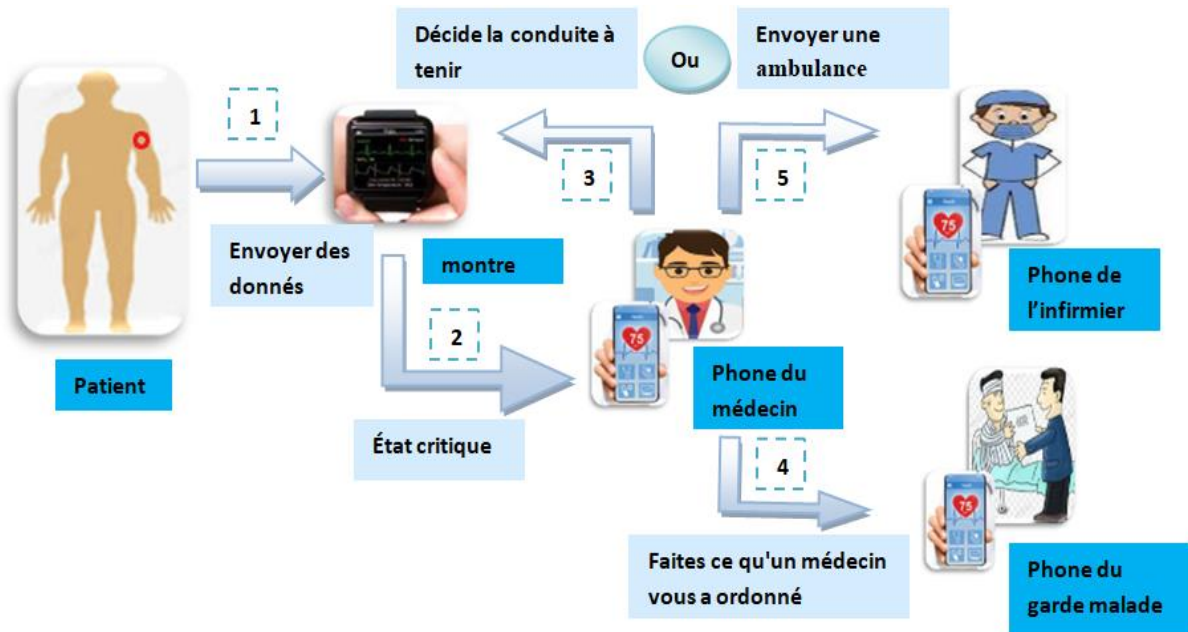 Décide la conduite à
tenir
Ou
Envoyer une
ambulance
1
3
5
Envoyer des
donnés
montre
2
Phone de
l'infirmier
Patient
75
75
Phone du
médecin
État critique
4
75
Faites ce qu'un médecin
vous a ordonné
Phone du
garde malade